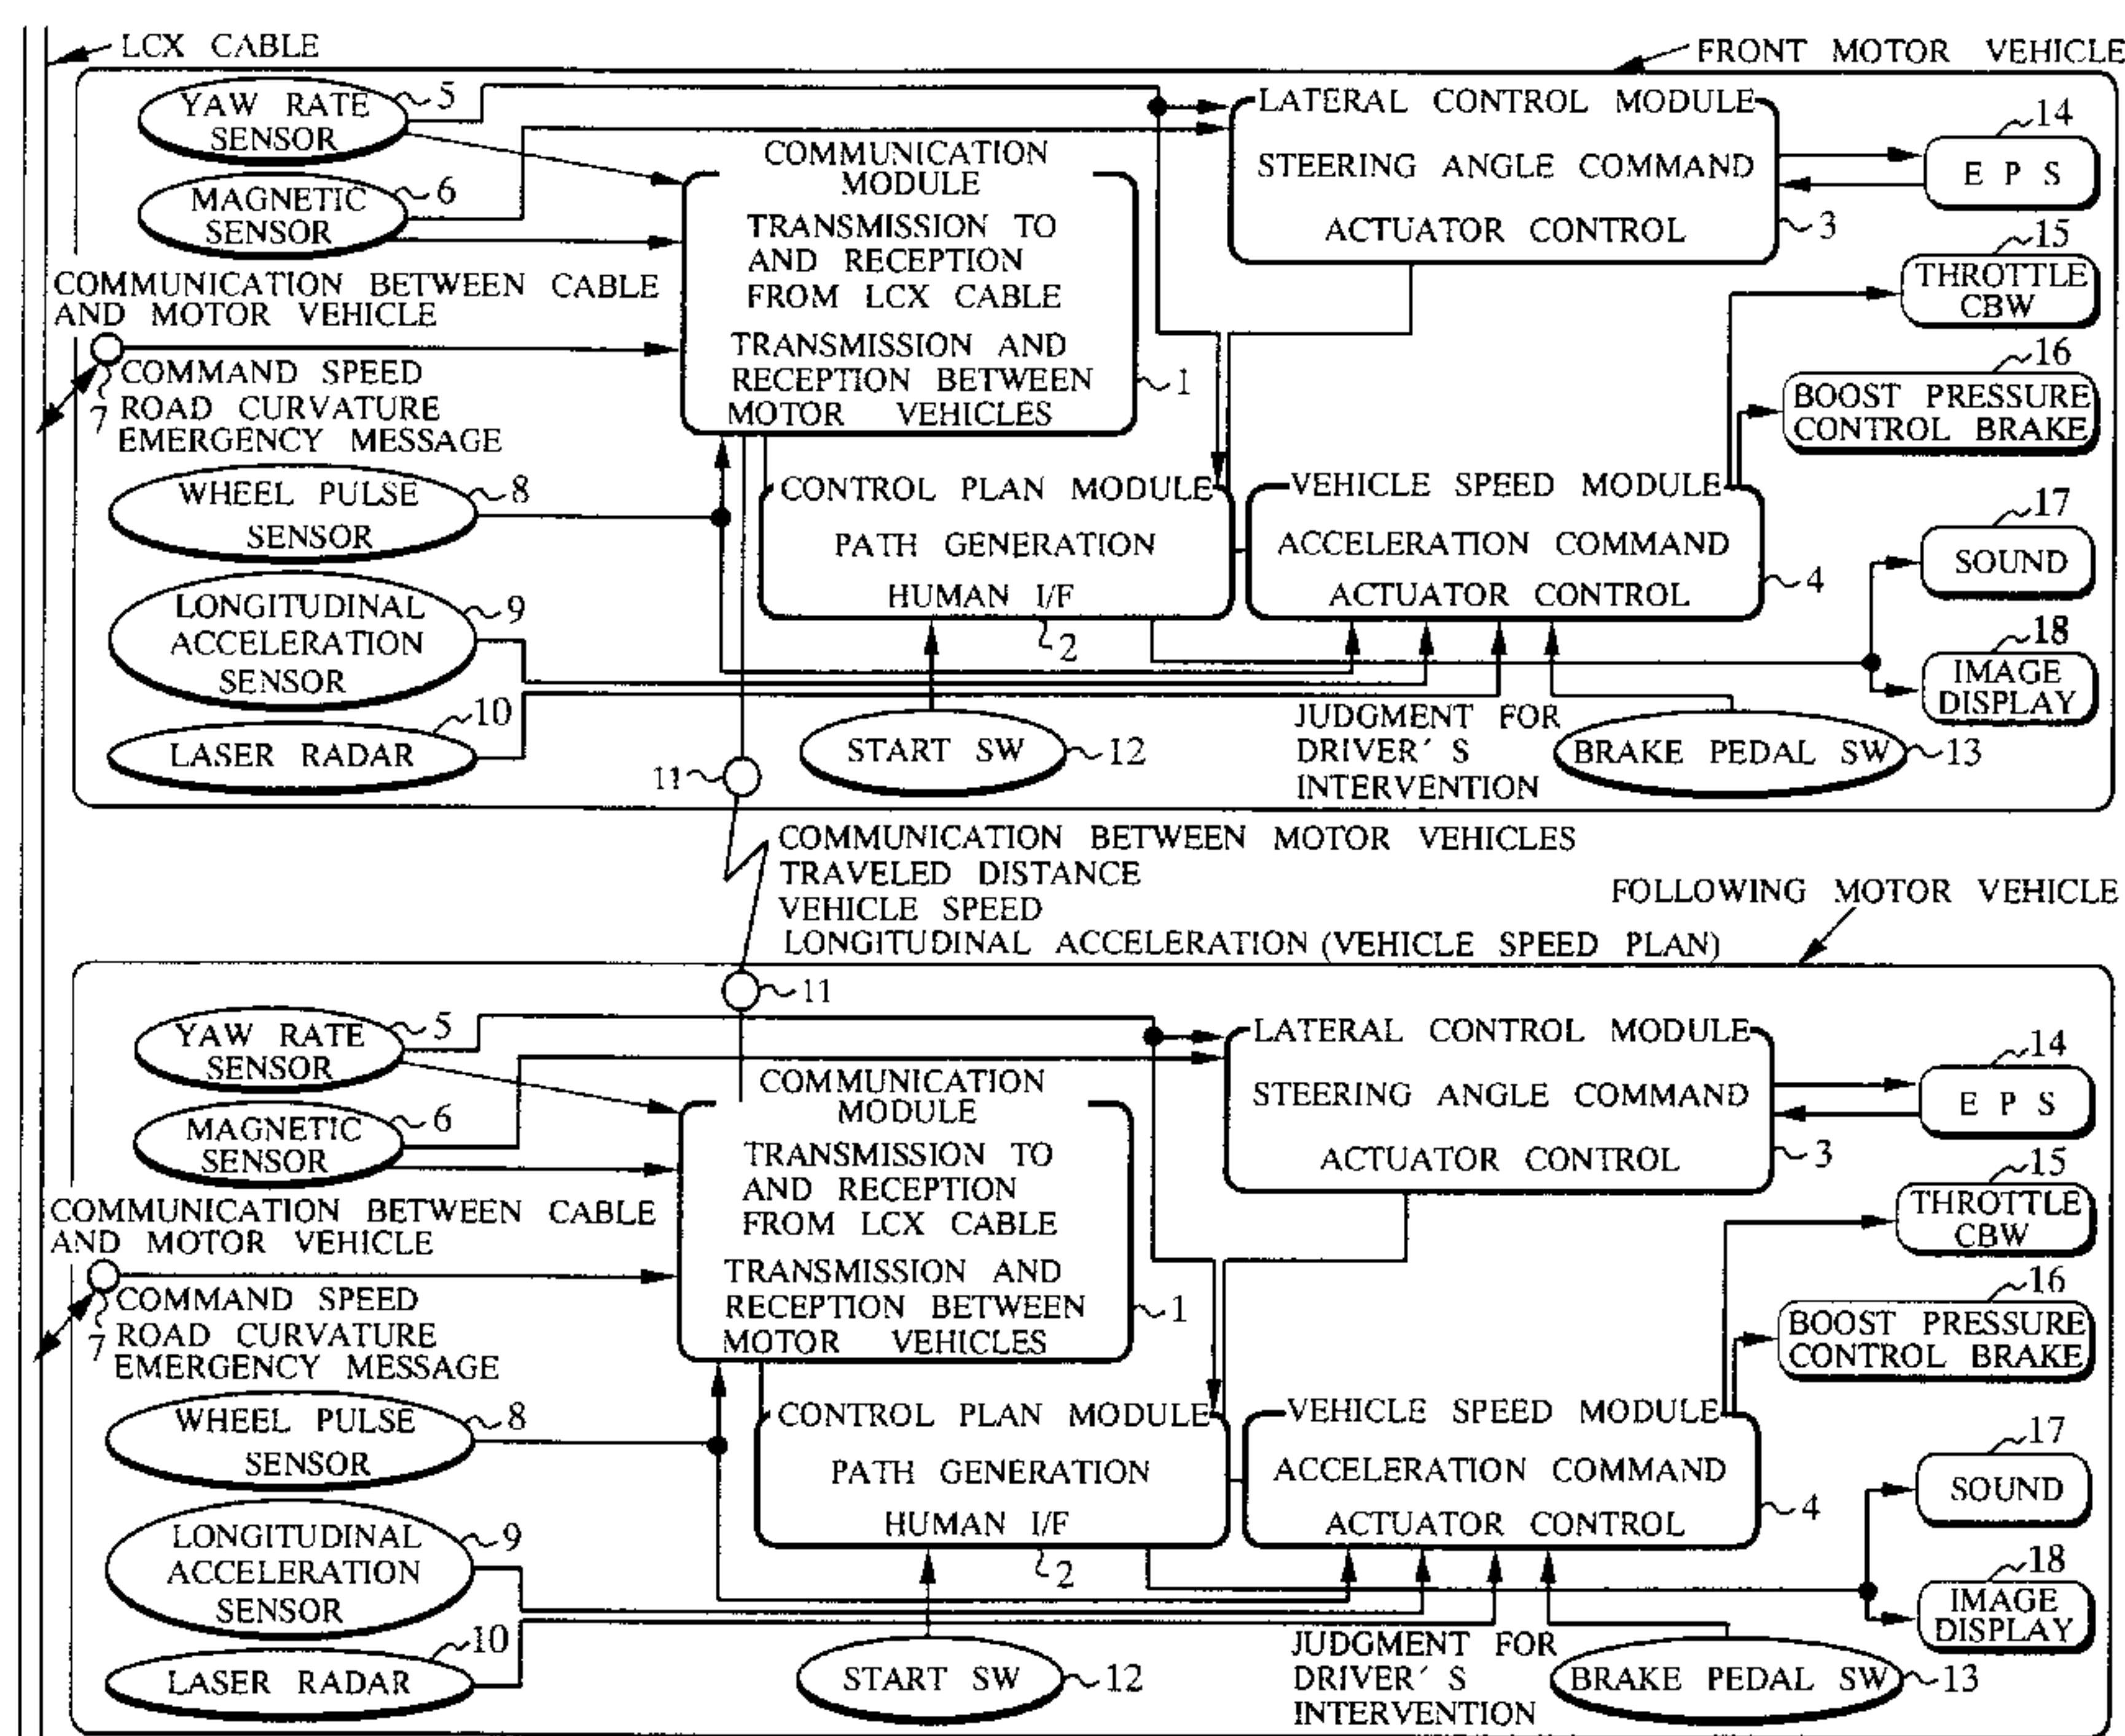 LCX CABLE
FRONT MOTOR VEHICLE
YAW RATE
SENSOR
5
MAGNETIC
SENSOR
6
COMMUNICATION BETWEEN CABLE
AND MOTOR VEHICLE
7
COMMAND SPEED
ROAD CURVATURE
EMERGENCY MESSAGE
WHEEL PULSE
SENSOR
8
LONGITUDINAL
ACCELERATION
SENSOR
9
LASER RADAR
10
COMMUNICATION
MODULE
TRANSMISSION TO
AND RECEPTION
FROM LCX CABLE
TRANSMISSION AND
RECEPTION BETWEEN
MOTOR VEHICLES
1
CONTROL PLAN MODULE
PATH GENERATION
HUMAN I/F
2
START SW
12
11
LATERAL CONTROL MODULE
STEERING ANGLE COMMAND
ACTUATOR CONTROL
3
VEHICLE SPEED MODULE
ACCELERATION COMMAND
ACTUATOR CONTROL
4
JUDGMENT FOR
DRIVER'S
INTERVENTION
BRAKE PEDAL SW
13
14
E P S
15
THROTTLE
CBW
16
BOOST PRESSURE
CONTROL BRAKE
17
SOUND
18
IMAGE
DISPLAY
COMMUNICATION BETWEEN MOTOR VEHICLES
TRAVELED DISTANCE
VEHICLE SPEED
LONGITUDINAL ACCELERATION (VEHICLE SPEED PLAN)
FOLLOWING MOTOR VEHICLE
11
YAW RATE
SENSOR
5
MAGNETIC
SENSOR
6
COMMUNICATION BETWEEN CABLE
AND MOTOR VEHICLE
7
COMMAND SPEED
ROAD CURVATURE
EMERGENCY MESSAGE
WHEEL PULSE
SENSOR
8
LONGITUDINAL
ACCELERATION
SENSOR
9
LASER RADAR
10
COMMUNICATION
MODULE
TRANSMISSION TO
AND RECEPTION
FROM LCX CABLE
TRANSMISSION AND
RECEPTION BETWEEN
MOTOR VEHICLES
1
CONTROL PLAN MODULE
PATH GENERATION
HUMAN I/F
2
START SW
12
LATERAL CONTROL MODULE
STEERING ANGLE COMMAND
ACTUATOR CONTROL
3
VEHICLE SPEED MODULE
ACCELERATION COMMAND
ACTUATOR CONTROL
4
JUDGMENT FOR
DRIVER'S
INTERVENTION
BRAKE PEDAL SW
13
14
E P S
15
THROTTLE
CBW
16
BOOST PRESSURE
CONTROL BRAKE
17
SOUND
18
IMAGE
DISPLAY